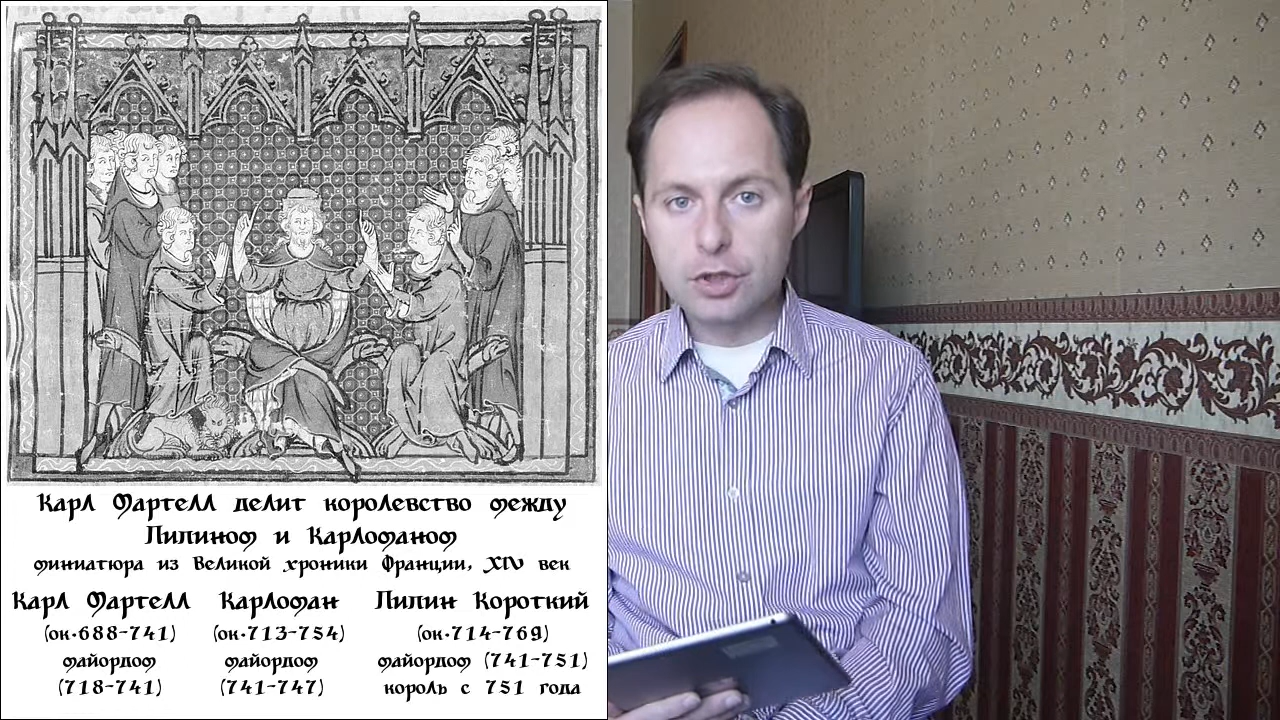 Карл Мартелл делит королевство между
Пипином и Карломаном
миниатюра из Великой хроники Франции, XIV век
Карл Мартелл Карломан Пипин Короткий
(ок.688-741) (ок.713-754) (ок.714-769)
майордом майордом майордом (741-751)
(718-741) (741-747) король с 751 года